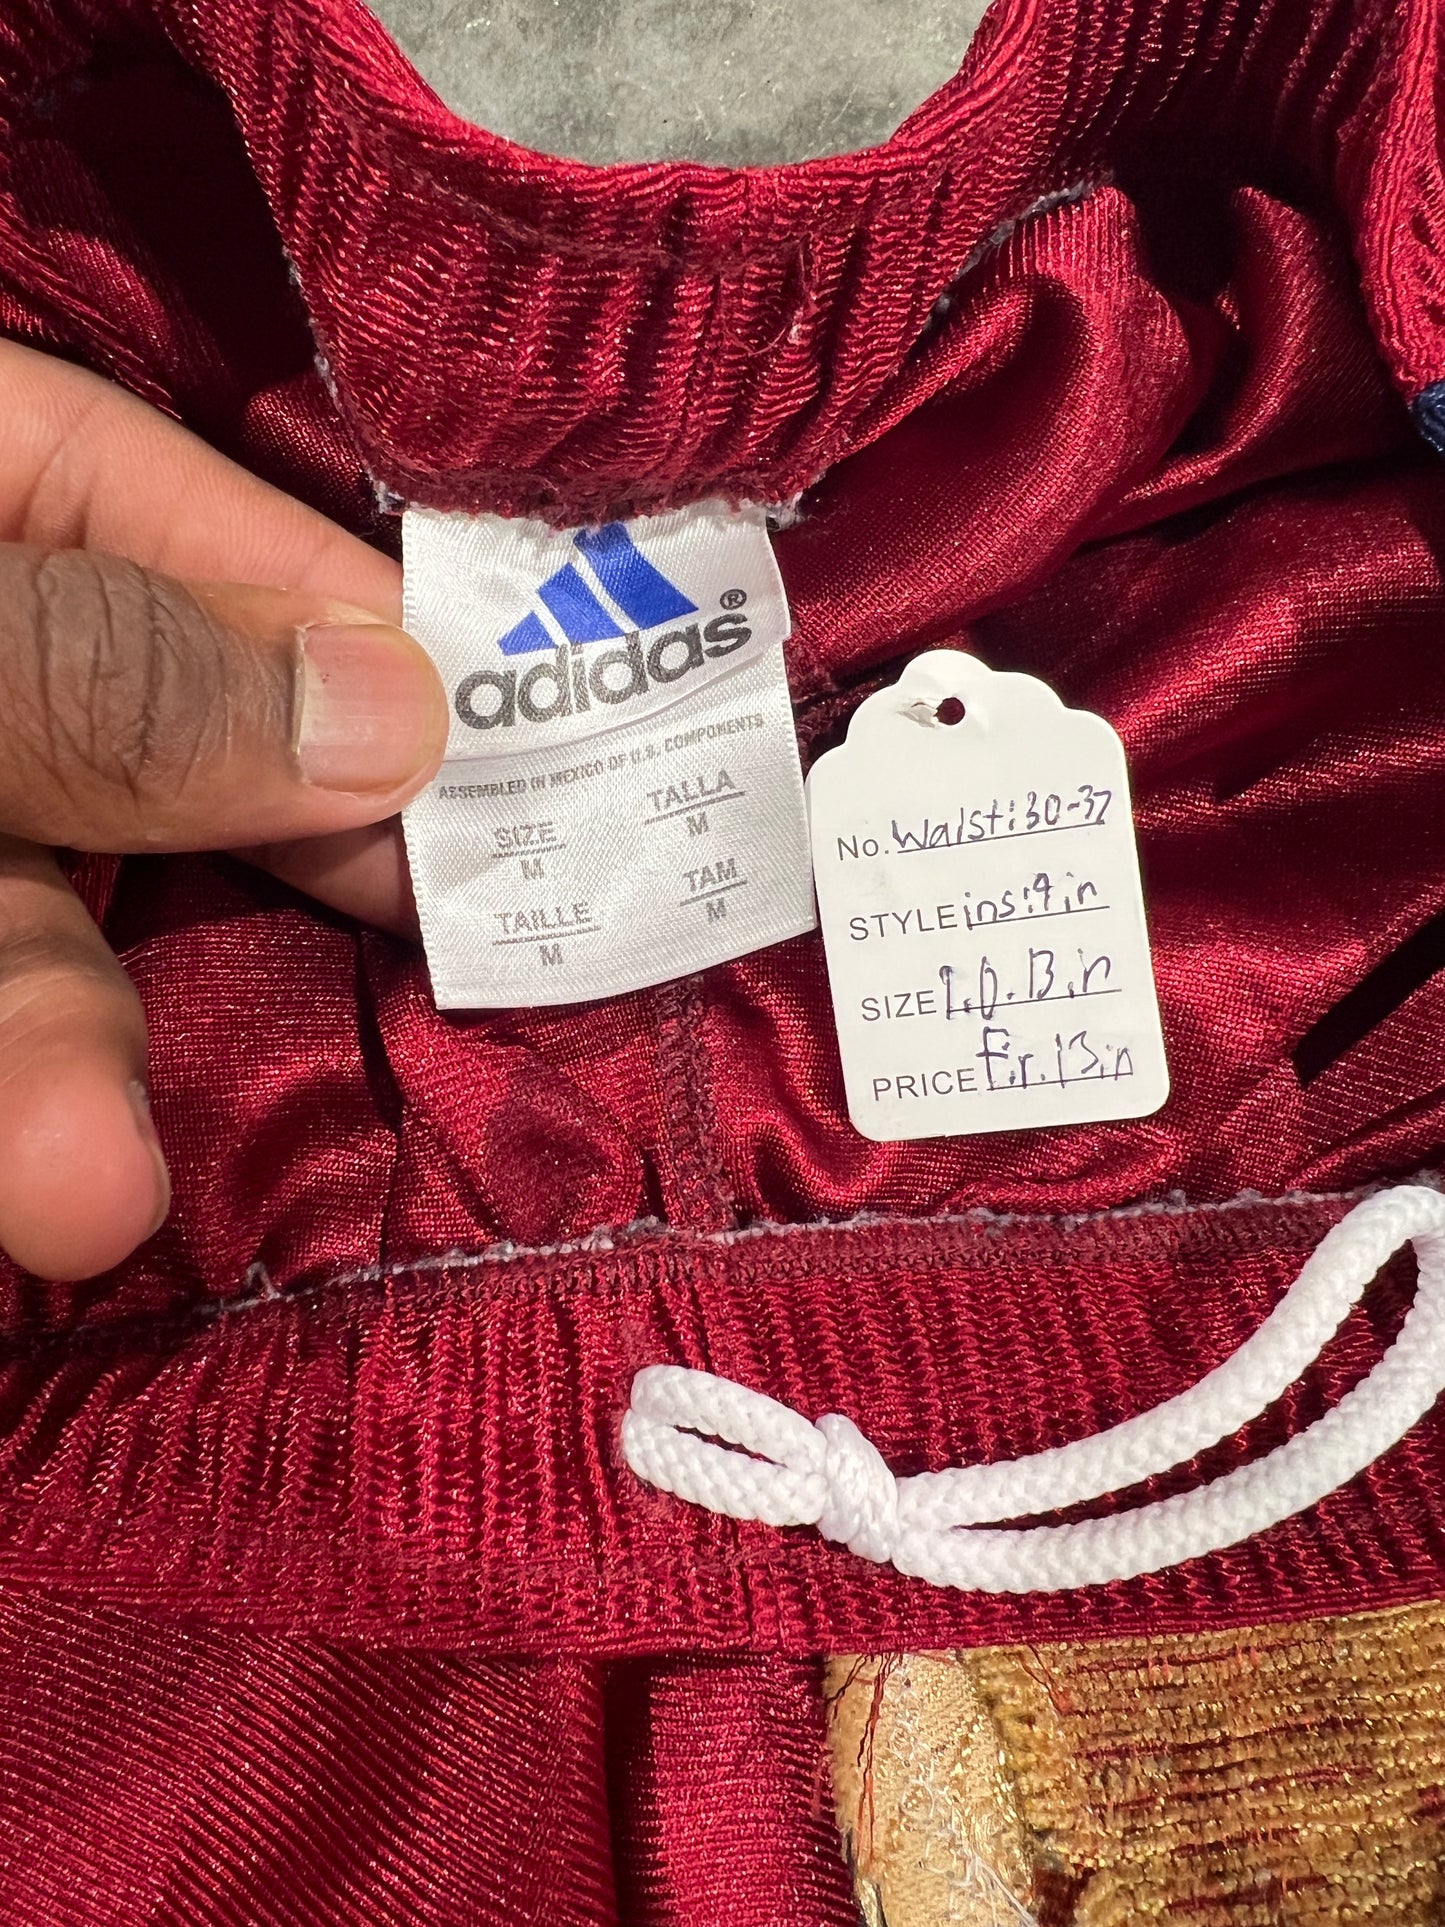 adidas®
ASSEMBLED IN MEXICO OF U.S. COMPONENTS
SIZE
M
TALLA
M
TAILLE
M
TAM
M
No. Waist: 30-37
STYLE ins: 9 in
SIZE L.O. 13 in
PRICE F.r. 13 in